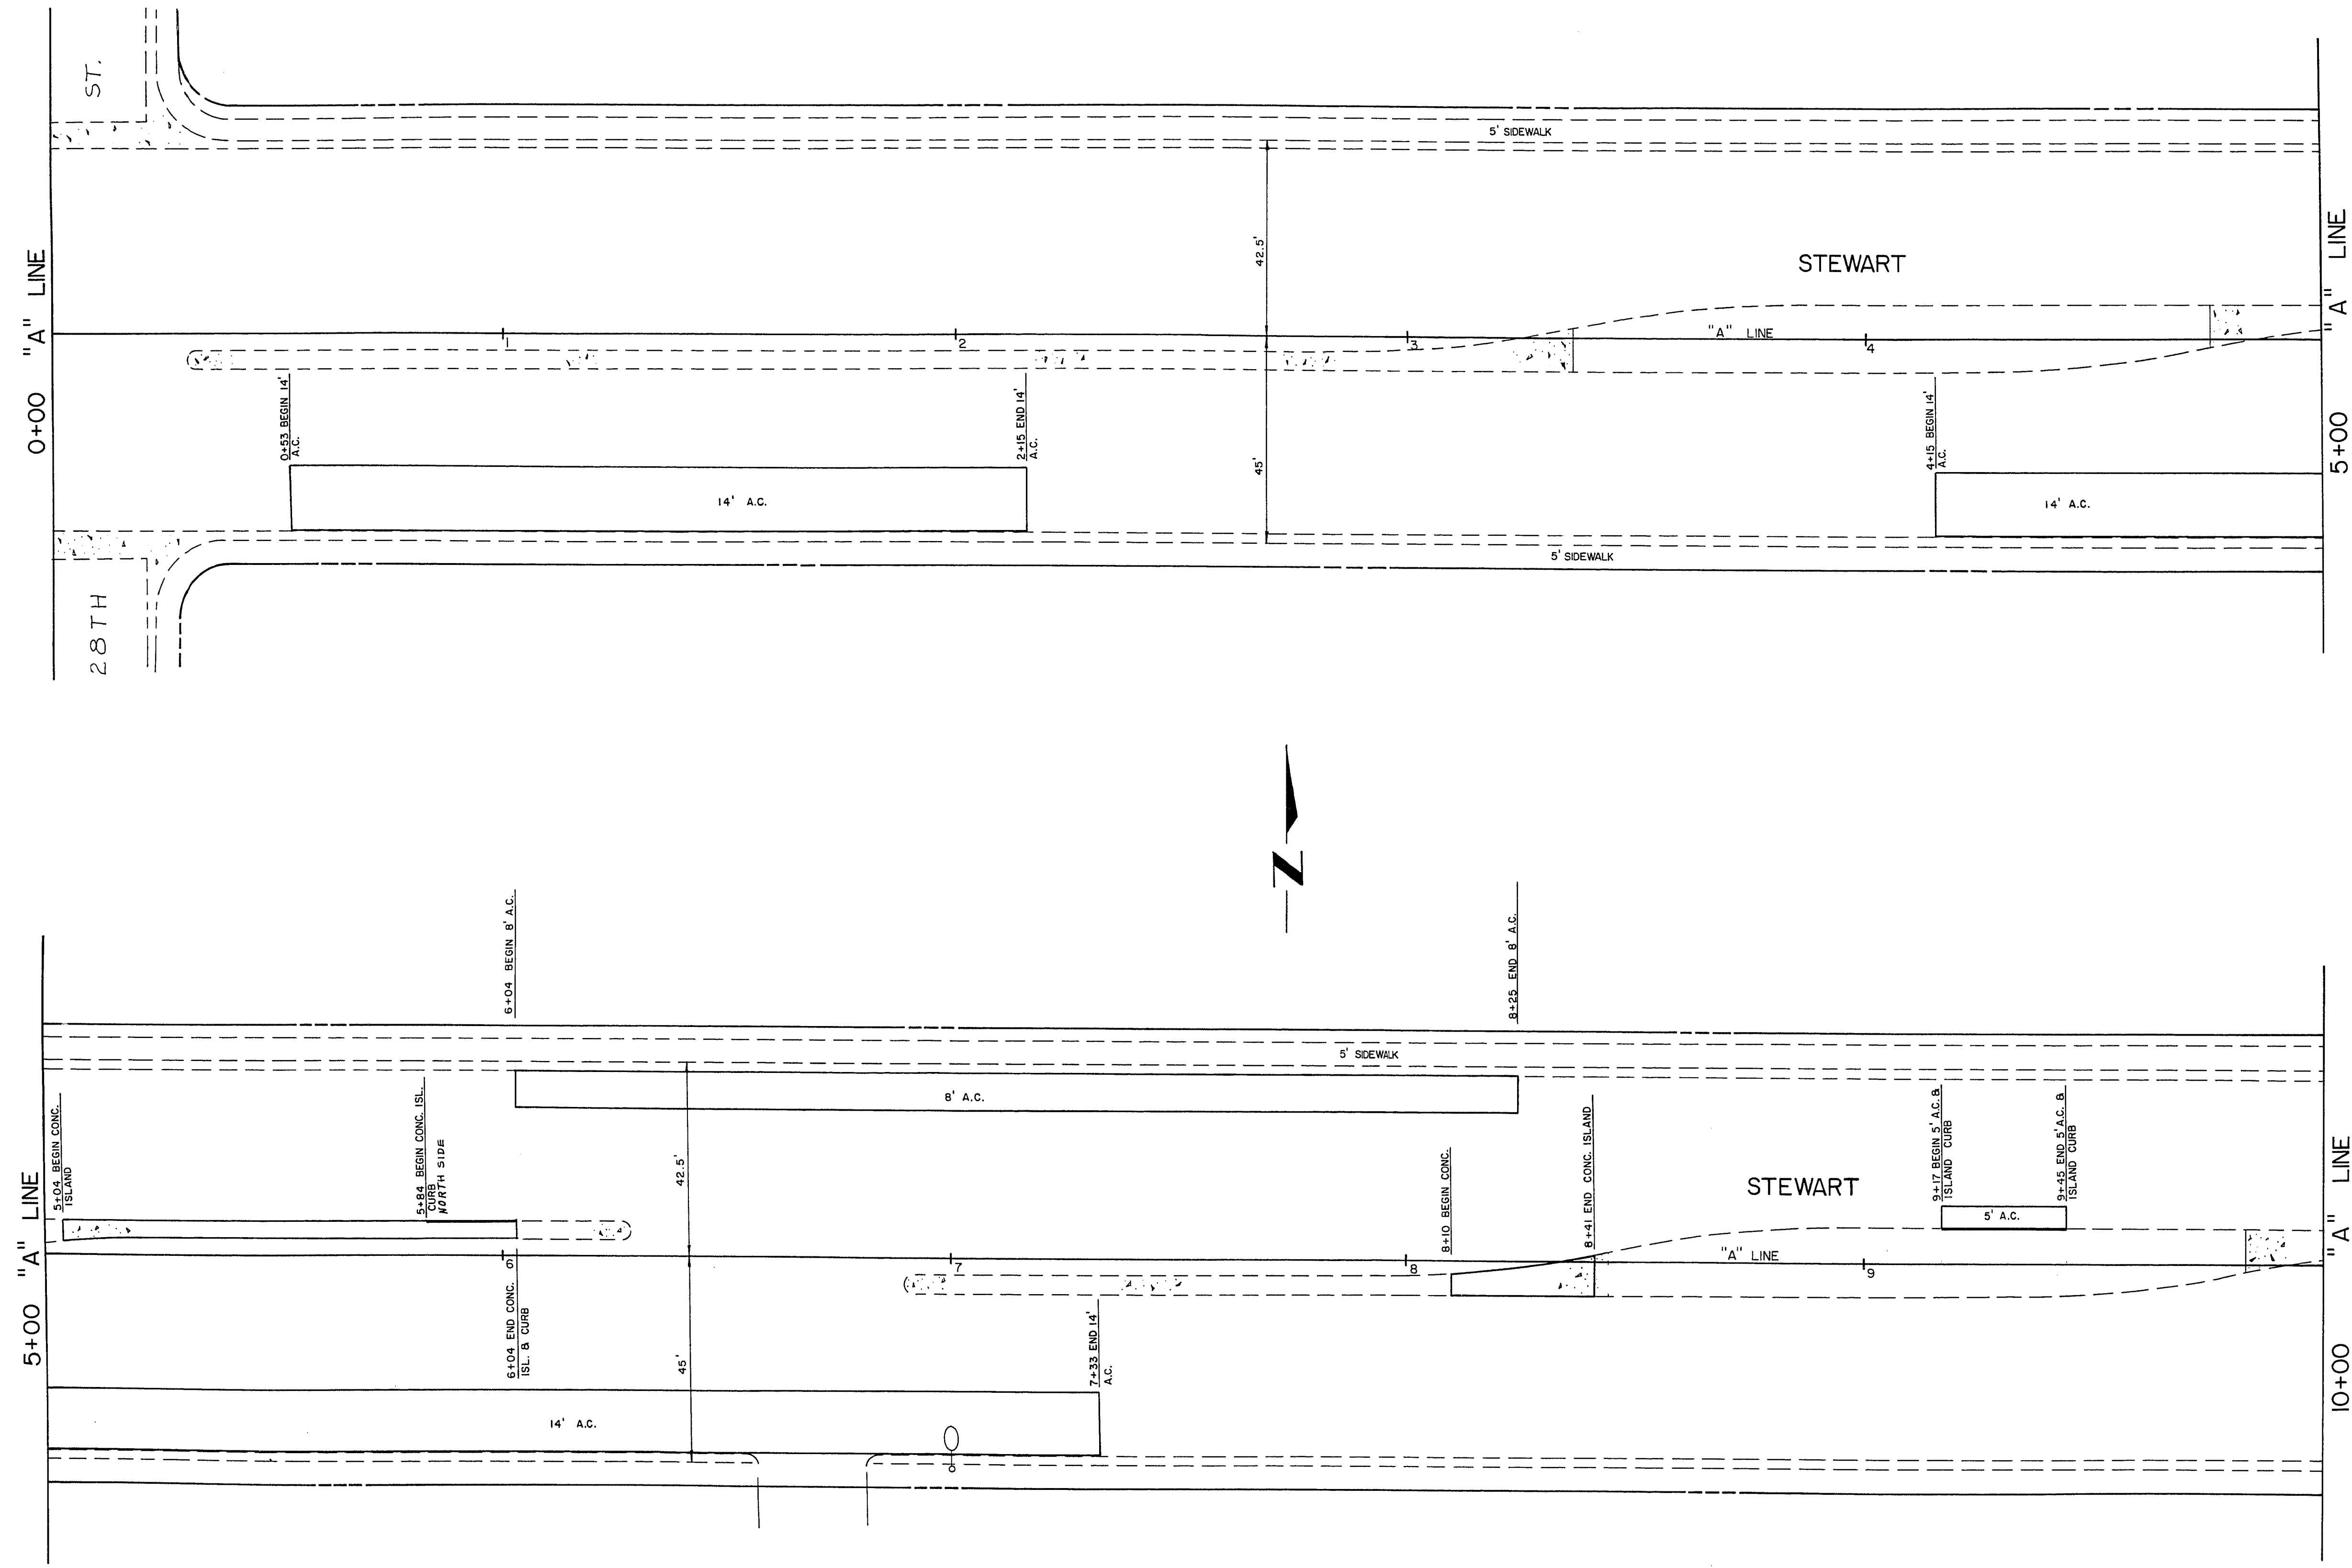 ST.
5' SIDEWALK
42.5'
STEWART
"A" LINE
0+00
"A" LINE
5+00
1
2
3
"A" LINE
4
0+53 BEGIN 14'
A.C.
2+15 END 14'
A.C.
4+15 BEGIN 14'
A.C.
45'
14' A.C.
14' A.C.
5' SIDEWALK
28TH
N
6+04 BEGIN 8' A.C.
8+25 END 8' A.C.
5' SIDEWALK
8' A.C.
5+04 BEGIN CONC.
ISLAND
5+84 BEGIN CONC. ISL.
CURB
NORTH SIDE
42.5'
8+10 BEGIN CONC.
8+41 END CONC. ISLAND
STEWART
9+17 BEGIN 5' A.C. &
ISLAND CURB
9+45 END 5' A.C. &
ISLAND CURB
5' A.C.
"A" LINE
5+00
"A" LINE
10+00
6
7
8
"A" LINE
9
6+04 END CONC.
ISL. & CURB
45'
7+33 END 14'
A.C.
14' A.C.